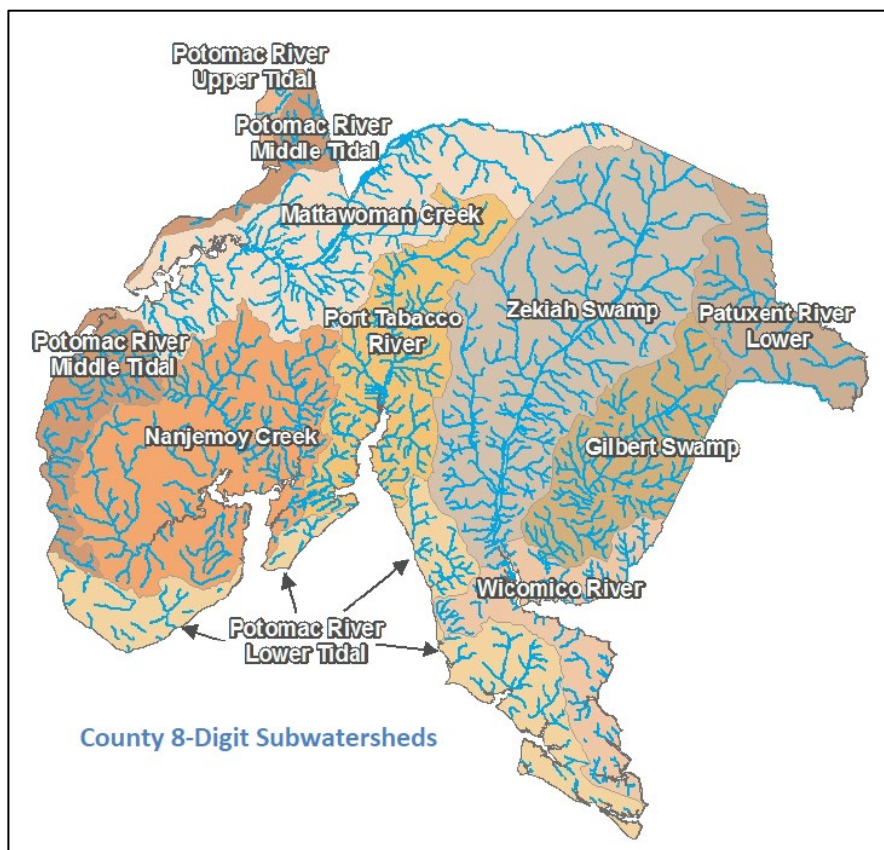 Potomac River
Upper Tidal
Potomac River
Middle Tidal
Mattawoman Creek
Zekiah Swamp
Patuxent River
Lower
Port Tabacco
River
Potomac River
Middle Tidal
Nanjemoy Creek
Gilbert Swamp
Wicomico River
Potomac River
Lower Tidal
County 8-Digit Subwatersheds